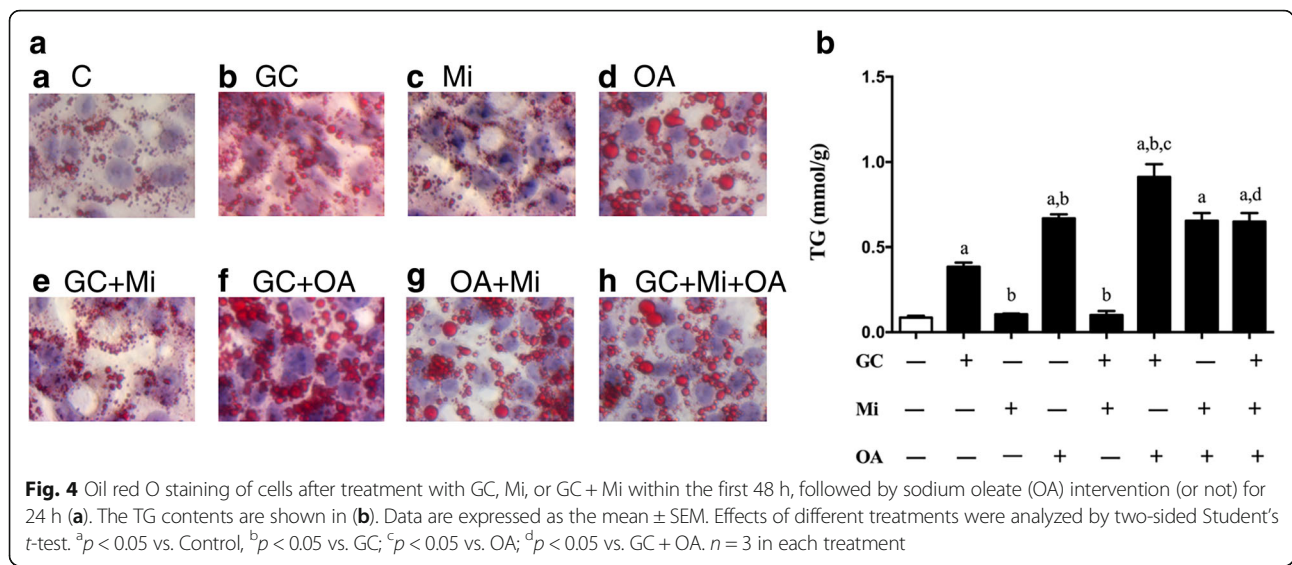 a
a C
b GC
c Mi
d OA
e GC+Mi
f GC+OA
g OA+Mi
h GC+Mi+OA
b
TG (mmol/g)
1.5
1.0
0.5
0.0
a
b
a,b
b
a,b,c
a
a,d
GC — + — — + + — +
Mi — — + — + — + +
OA — — — + — + + +
Fig. 4 Oil red O staining of cells after treatment with GC, Mi, or GC + Mi within the first 48 h, followed by sodium oleate (OA) intervention (or not) for
24 h (a). The TG contents are shown in (b). Data are expressed as the mean ± SEM. Effects of different treatments were analyzed by two-sided Student's
t-test. ᵃp < 0.05 vs. Control, ᵇp < 0.05 vs. GC; ᶜp < 0.05 vs. OA; ᵈp < 0.05 vs. GC + OA. n = 3 in each treatment